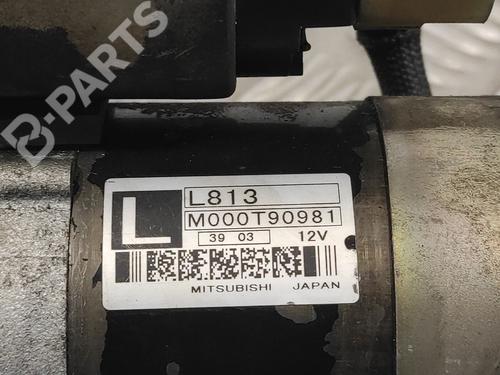 B-PARTS
L
L813
M000T90981
39 03 12V
MITSUBISHI JAPAN